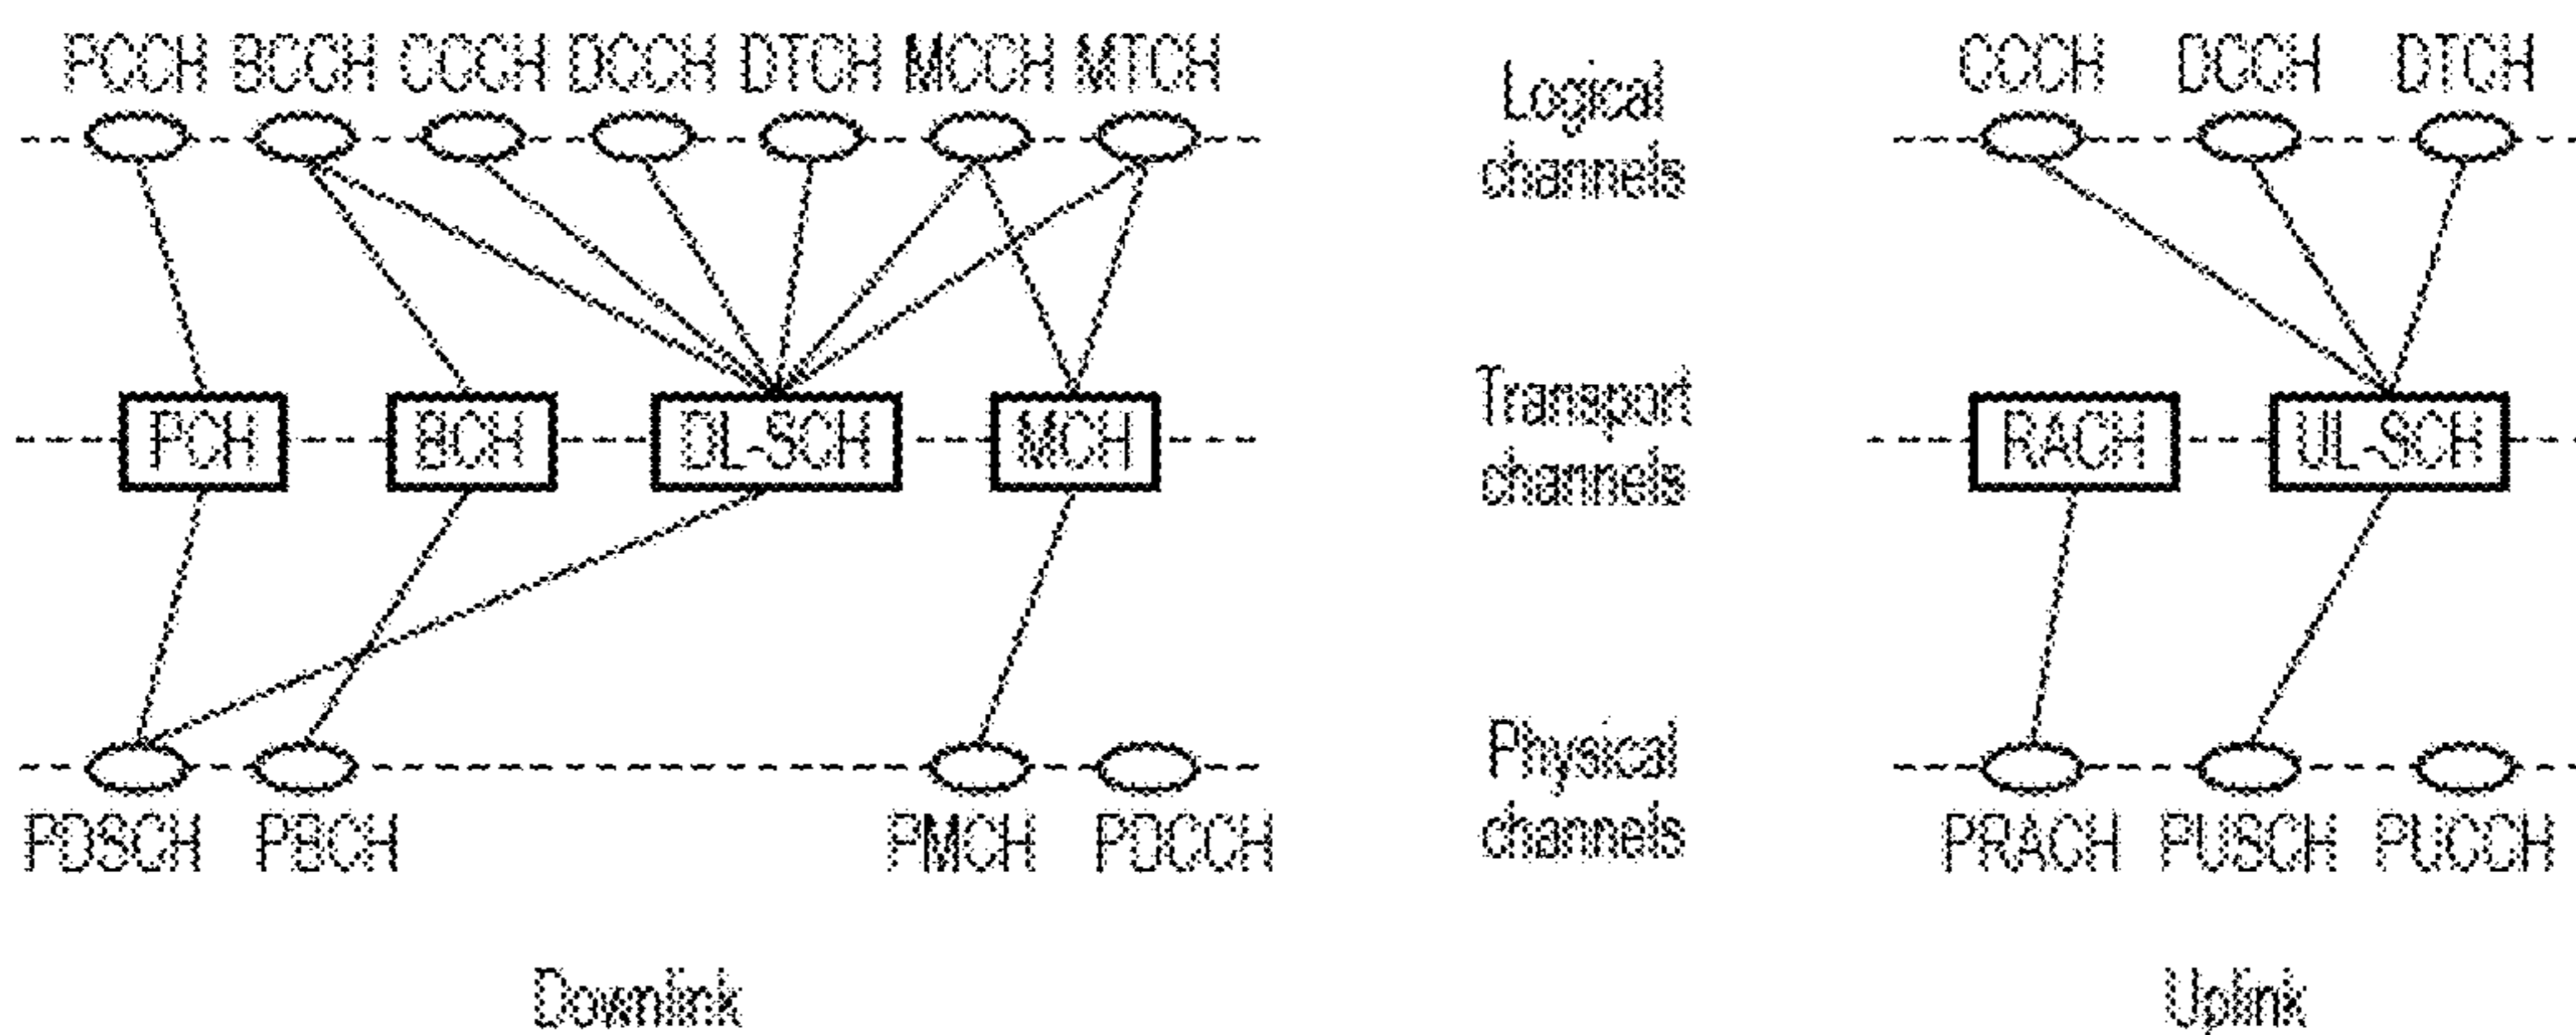 PCCH BCCH CCCH DCCH DTCH MCCH MTCH
Logical
channels
CCCH DCCH DTCH
PCH BCH DL-SCH MCH
Transport
channels
RACH UL-SCH
PDSCH PBCH PMCH PDCCH
Physical
channels
PRACH PUSCH PUCCH
Downlink
Uplink